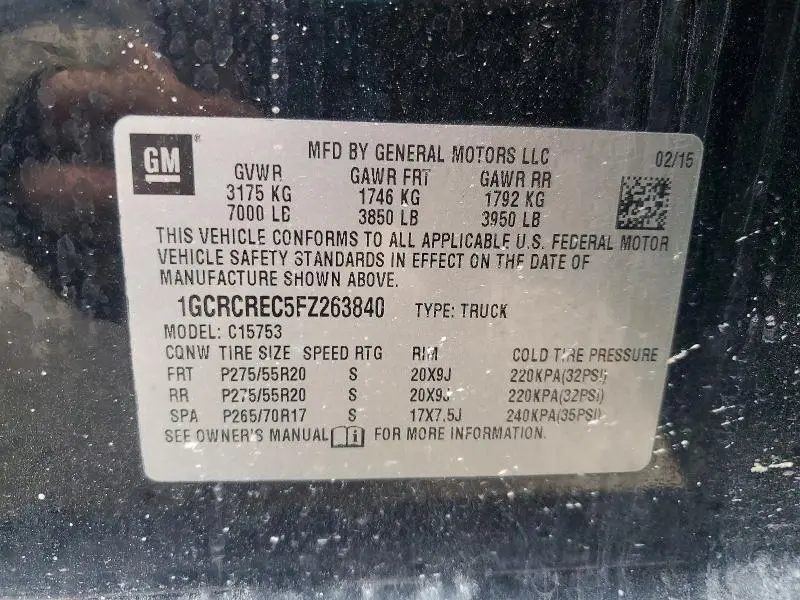 GM® MFD BY GENERAL MOTORS LLC 02/15
GVWR GAWR FRT GAWR RR
3175 KG 1746 KG 1792 KG
7000 LB 3850 LB 3950 LB
THIS VEHICLE CONFORMS TO ALL APPLICABLE U.S. FEDERAL MOTOR
VEHICLE SAFETY STANDARDS IN EFFECT ON THE DATE OF
MANUFACTURE SHOWN ABOVE.
1GCRCREC5FZ263840 TYPE: TRUCK
MODEL: C15753
CQNW TIRE SIZE SPEED RTG RIM COLD TIRE PRESSURE
FRT P275/55R20 S 20X9J 220KPA(32PSI)
RR P275/55R20 S 20X9J 220KPA(32PSI)
SPA P265/70R17 S 17X7.5J 240KPA(35PSI)
SEE OWNER'S MANUAL i FOR MORE INFORMATION.